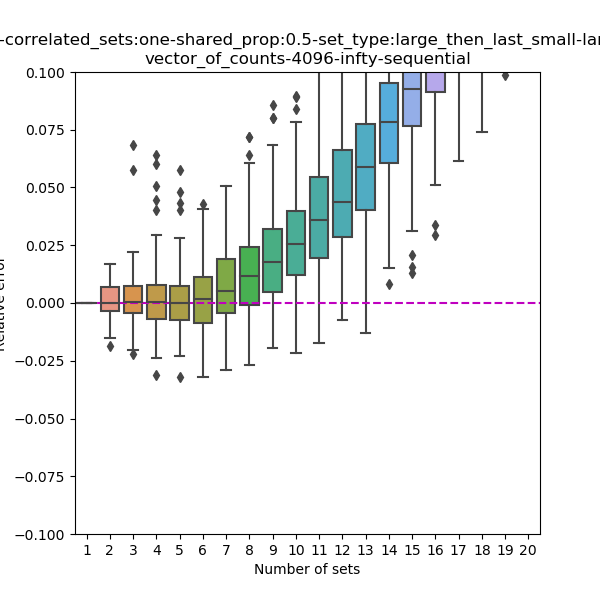 -correlated_sets:one-shared_prop:0.5-set_type:large_then_last_small-
vector_of_counts-4096-infty-sequential
0.100
0.075
0.050
0.025
0.000
−0.025
−0.050
−0.075
−0.100
Relative error
1 2 3 4 5 6 7 8 9 10 11 12 13 14 15 16 17 18 19 20
Number of sets